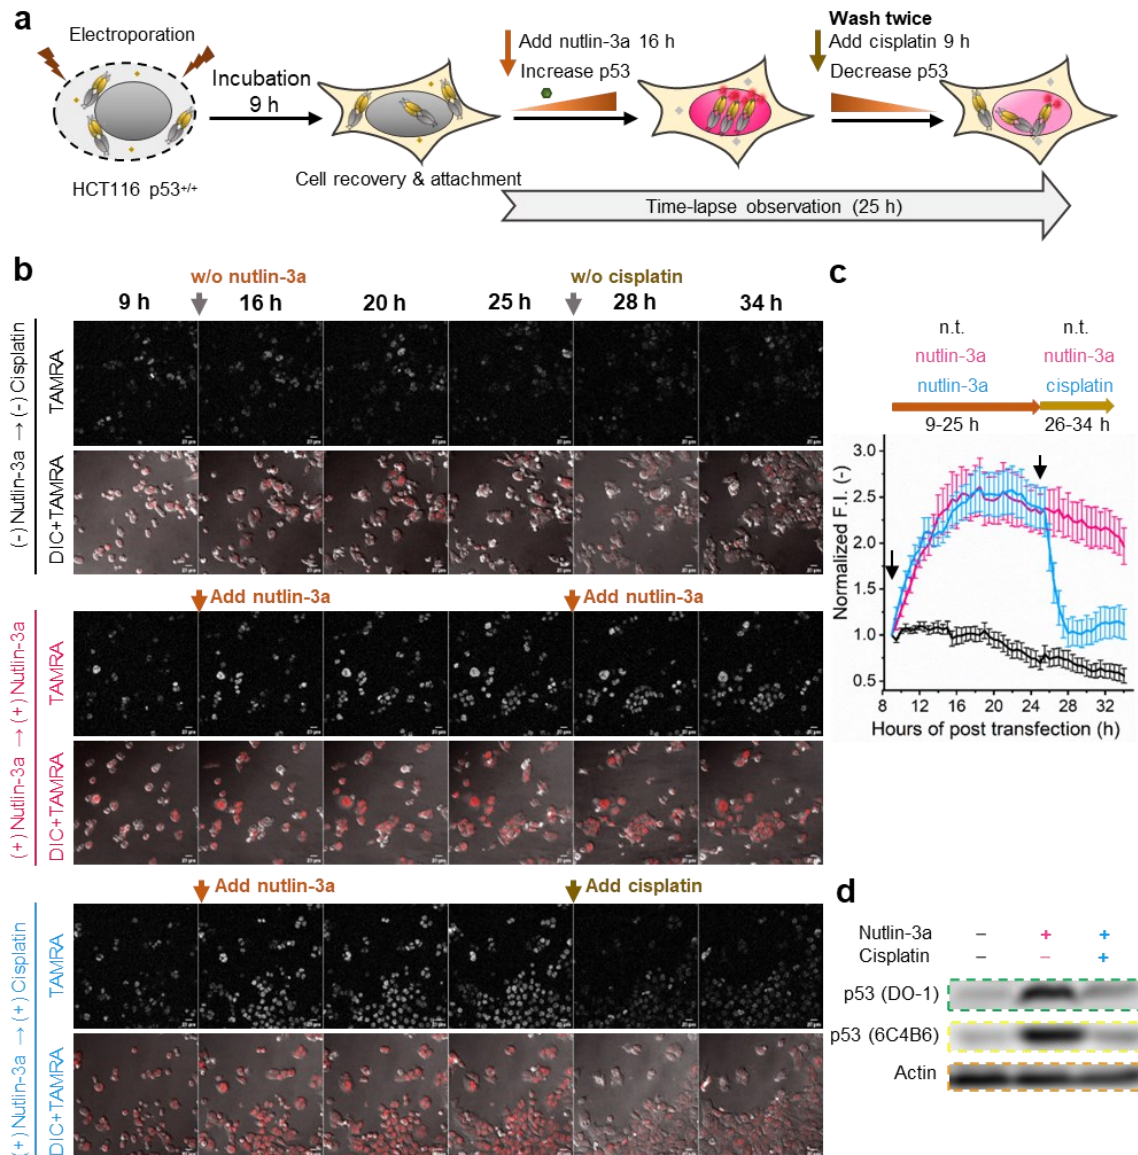 a
Electroporation
HCT116 p53+/+
Incubation
9 h
Cell recovery & attachment
Add nutlin-3a 16 h
Increase p53
Wash twice
Add cisplatin 9 h
Decrease p53
Time-lapse observation (25 h)
b
w/o nutlin-3a
w/o cisplatin
9 h 16 h 20 h 25 h 28 h 34 h
(-) Nutlin-3a → (-) Cisplatin
TAMRA
DIC+TAMRA
Add nutlin-3a
Add nutlin-3a
(+) Nutlin-3a → (+) Nutlin-3a
TAMRA
DIC+TAMRA
Add nutlin-3a
Add cisplatin
(+) Nutlin-3a → (+) Cisplatin
TAMRA
DIC+TAMRA
c
n.t. n.t.
nutlin-3a nutlin-3a
nutlin-3a cisplatin
9-25 h 26-34 h
Normalized F.I. (-)
3.0
2.5
2.0
1.5
1.0
0.5
8 12 16 20 24 28 32
Hours of post transfection (h)
d
Nutlin-3a − + +
Cisplatin − − +
p53 (DO-1)
p53 (6C4B6)
Actin